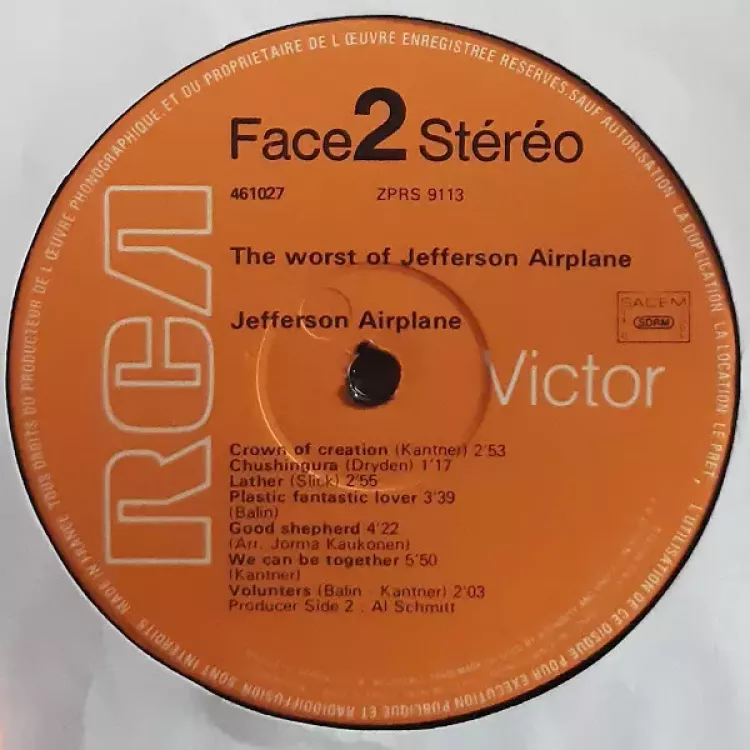 TOUS DROITS DU PRODUCTEUR DE L'ŒUVRE PHONOGRAPHIQUE.ET DU PROPRIETAIRE DE L ŒUVRE ENREGISTREE RESERVES.SAUF AUTORISATION LA DUPLICATION LA LOCATION LE PRET, L'UTILISATION DE CE DISQUE POUR EXECUTION PUBLIQUE ET RADIODIFFUSION SONT INTERDITS MADE IN FRANCE
RCA
Face 2 Stéréo
461027 ZPRS 9113
The worst of Jefferson Airplane
Jefferson Airplane
SACEM
SDRM
Victor
Crown of creation (Kantner) 2'53
Chushingura (Dryden) 1'17
Lather (Slick) 2'55
Plastic fantastic lover 3'39
(Balin)
Good shepherd 4'22
(Arr. Jorma Kaukonen)
We can be together 5'50
(Kantner)
Volunters (Balin - Kantner) 2'03
Producer Side 2 . Al Schmitt